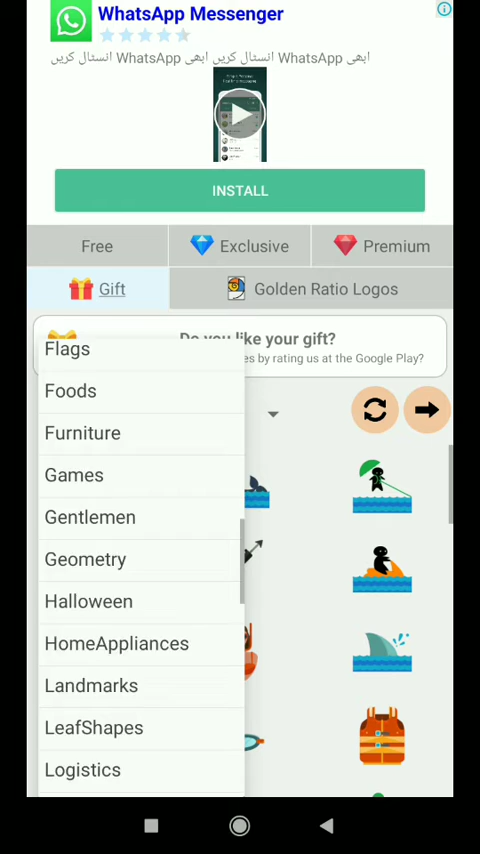 WhatsApp Messenger
ابھی WhatsApp انسٹال کریں ابھی WhatsApp انسٹال کریں
INSTALL
Free
Exclusive
Premium
Gift
Golden Ratio Logos
Do you like your gift?
es by rating us at the Google Play?
Flags
Foods
Furniture
Games
Gentlemen
Geometry
Halloween
HomeAppliances
Landmarks
LeafShapes
Logistics